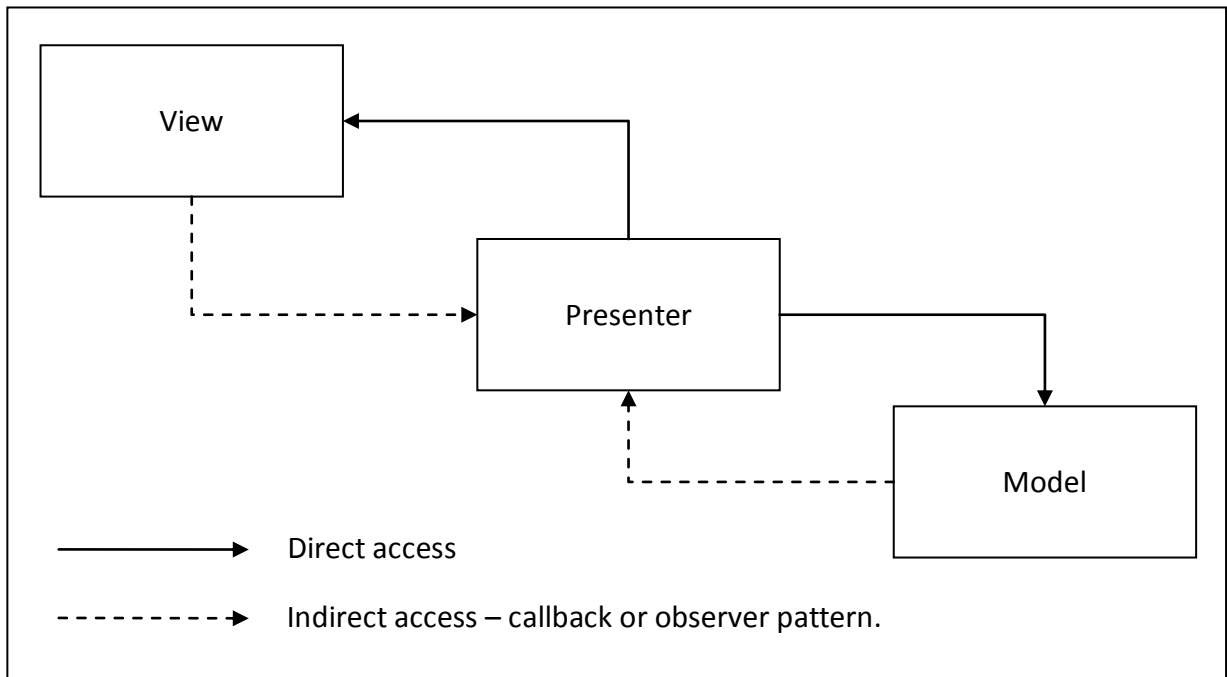 View
Presenter
Model
Direct access
Indirect access – callback or observer pattern.